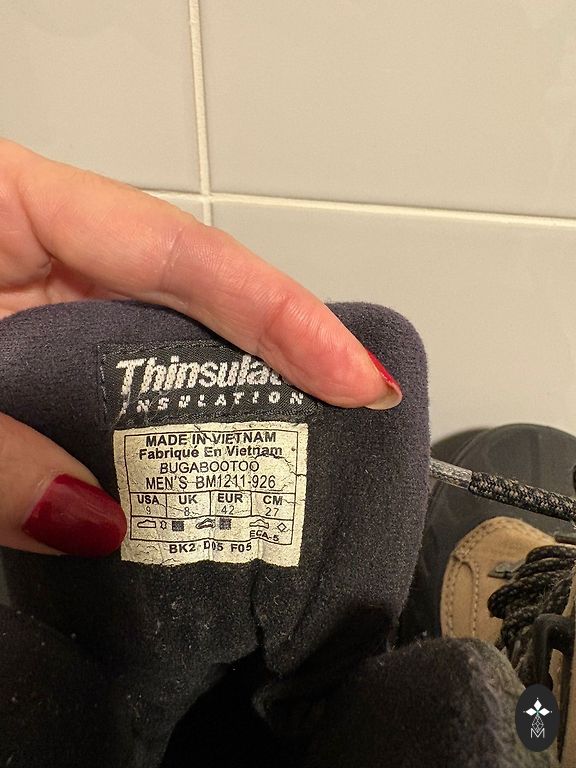 Thinsula
INSULATION
MADE IN VIETNAM
Fabriqué En Vietnam
BUGABOOTOO
MEN'S BM1211-926
USA UK EUR CM
9 8 42 27
ECA-5
BK2-D05 F05
M